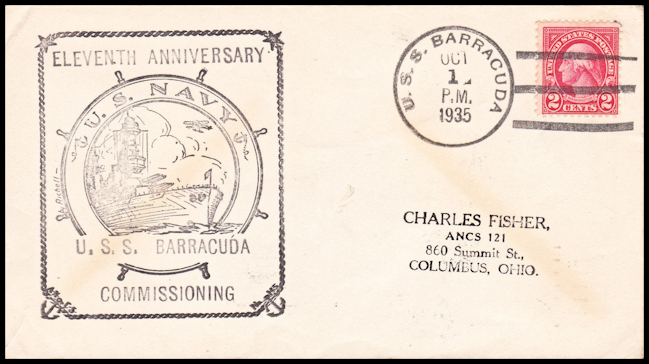 ELEVENTH ANNIVERSARY
U.S. NAVY
U. S. S. BARRACUDA
COMMISSIONING
U. S. S. BARRACUDA
OCT
1
P.M.
1935
UNITED STATES POSTAGE
2 2
CENTS
CHARLES FISHER,
ANCS 121
860 Summit St.,
COLUMBUS, OHIO.